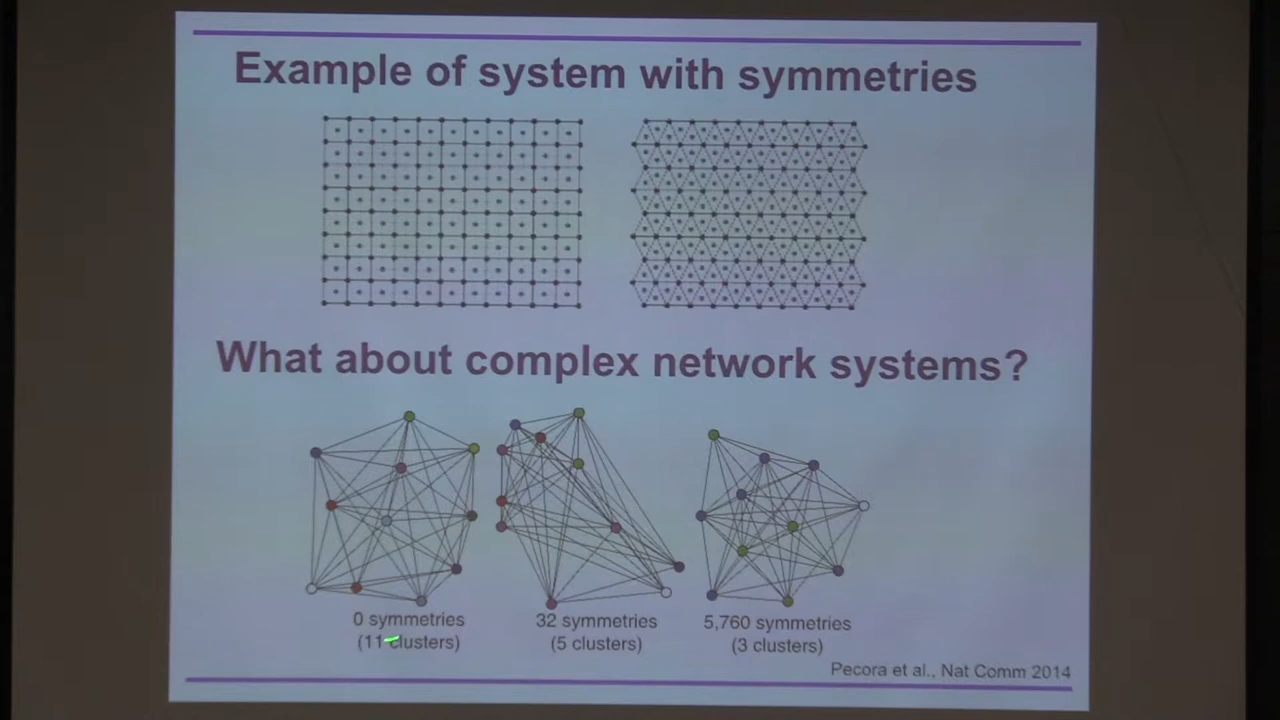 Example of system with symmetries
What about complex network systems?
0 symmetries
(11 clusters)
32 symmetries
(5 clusters)
5,760 symmetries
(3 clusters)
Pecora et al., Nat Comm 2014